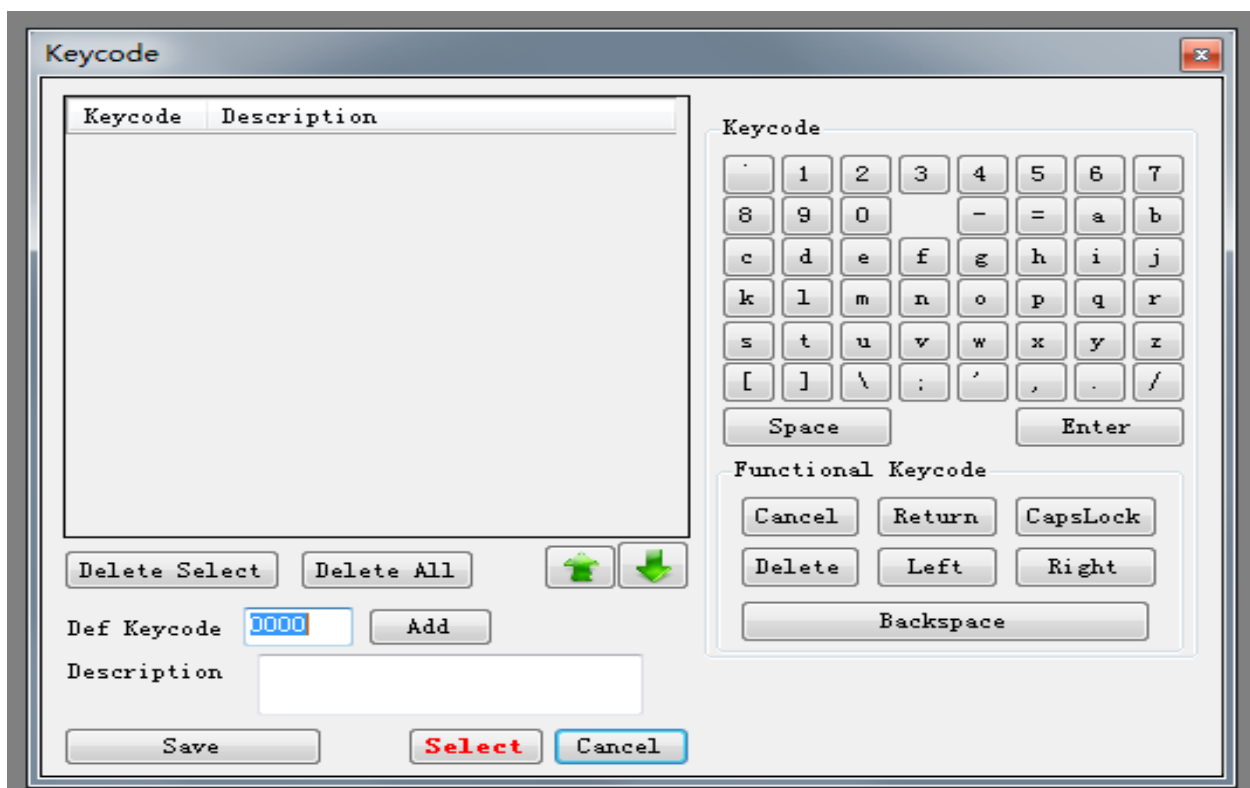 Keycode
Keycode Description
Keycode
` 1 2 3 4 5 6 7
8 9 0 - = a b
c d e f g h i j
k l m n o p q r
s t u v w x y z
[ ] \ ; ' , . /
Space Enter
Functional Keycode
Cancel Return CapsLock
Delete Left Right
Backspace
Delete Select Delete All
Def Keycode 0000 Add
Description
Save Select Cancel